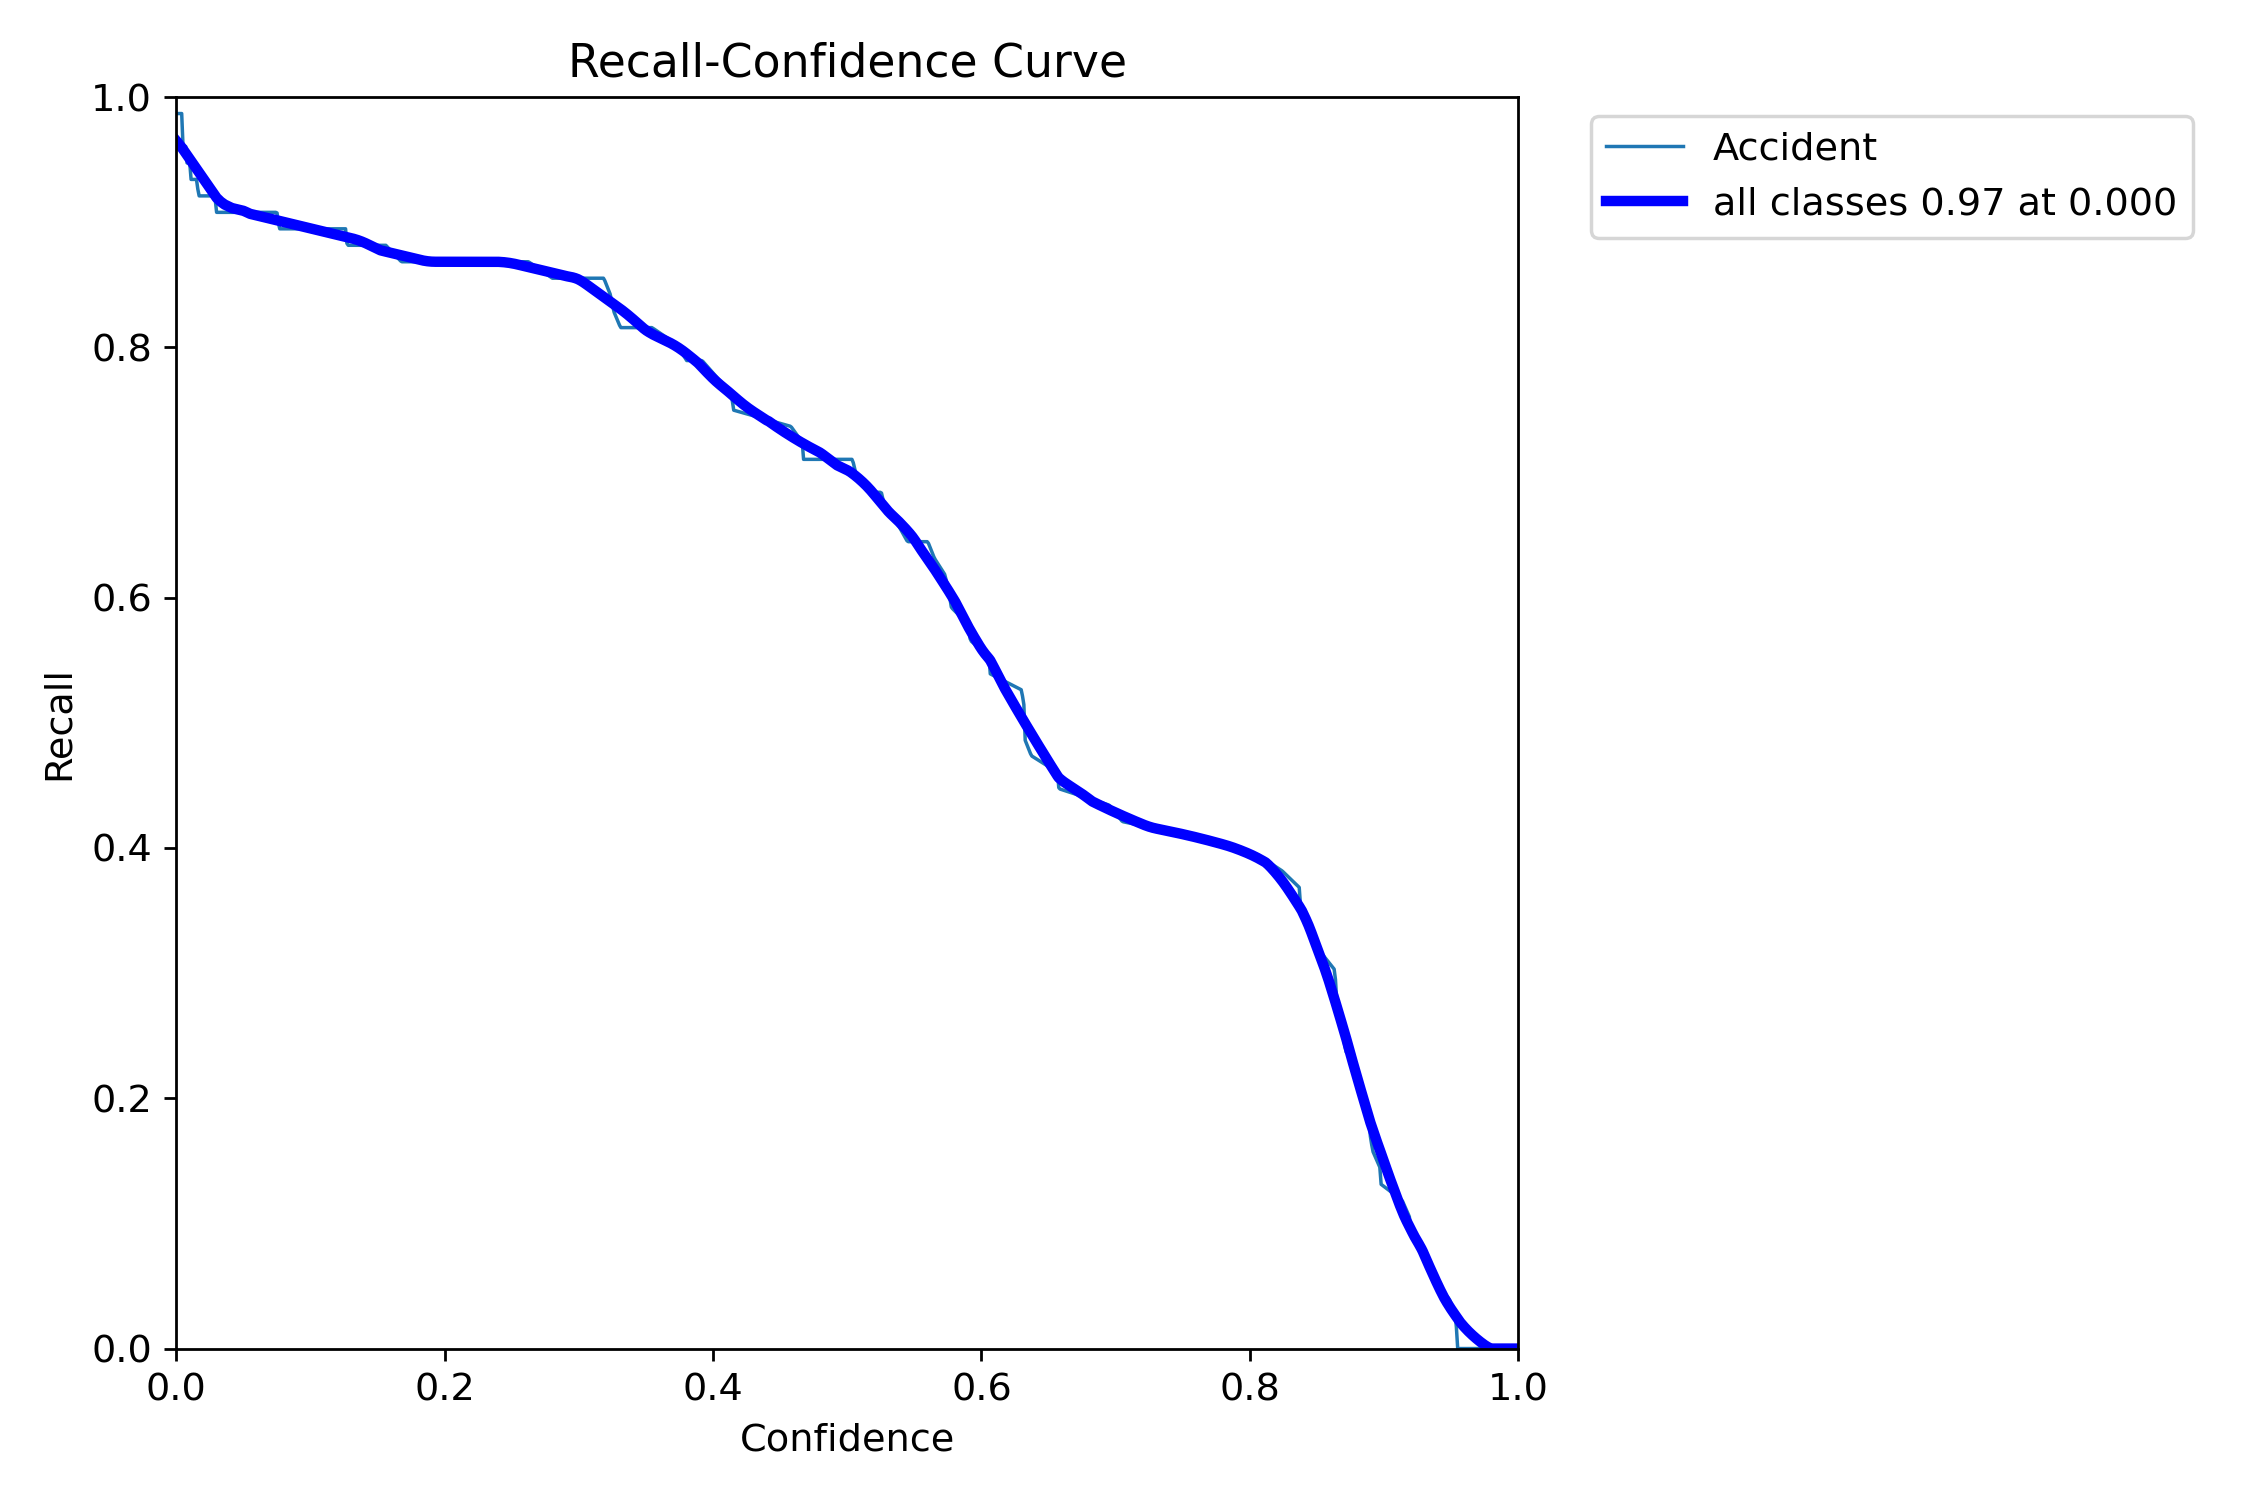 Recall-Confidence Curve
1.0
0.8
0.6
0.4
0.2
0.0
Recall
0.0 0.2 0.4 0.6 0.8 1.0
Confidence
Accident
all classes 0.97 at 0.000